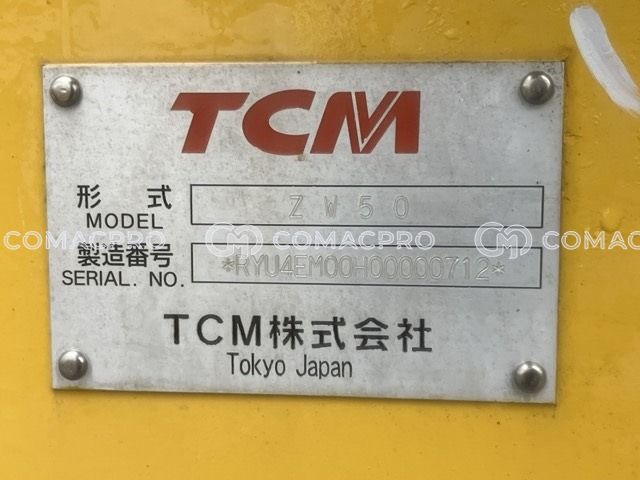 TCM
形 式
MODEL
ZW50
製造番号
SERIAL. NO.
*RYU4EM00H00000712*
COMACPRO COMACPRO COMACPRO
TCM株式会社
Tokyo Japan